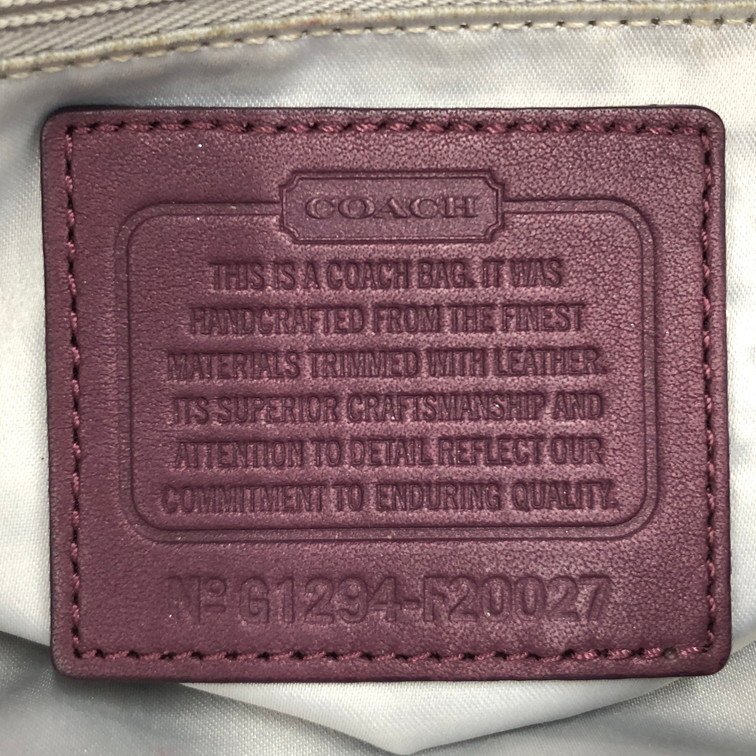 COACH
THIS IS A COACH BAG. IT WAS
HANDCRAFTED FROM THE FINEST
MATERIALS TRIMMED WITH LEATHER.
ITS SUPERIOR CRAFTSMANSHIP AND
ATTENTION TO DETAIL REFLECT OUR
COMMITMENT TO ENDURING QUALITY.
Nº G1294-F20027